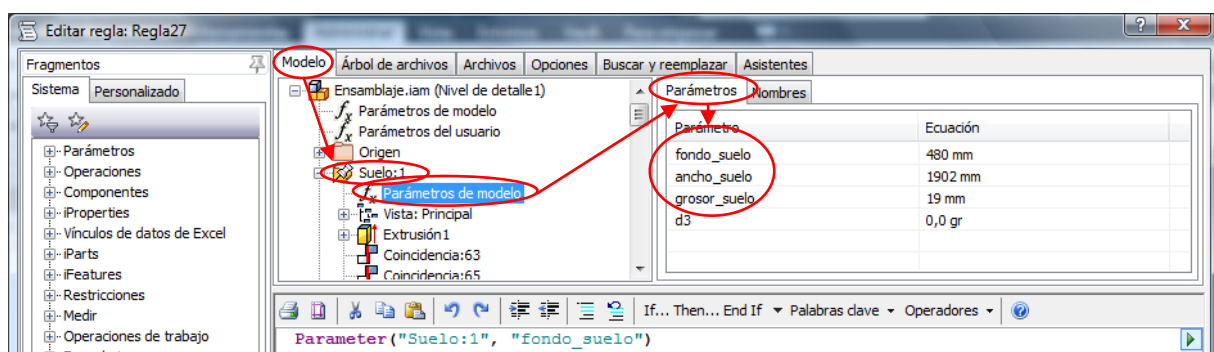 Editar regla: Regla27
Fragmentos
Sistema Personalizado
Parámetros
Operaciones
Componentes
iProperties
Vínculos de datos de Excel
iParts
iFeatures
Restricciones
Medir
Operaciones de trabajo
Modelo Árbol de archivos Archivos Opciones Buscar y reemplazar Asistentes
Ensamblaje.iam (Nivel de detalle1)
Parámetros de modelo
Parámetros del usuario
Origen
Suelo:1
Parámetros de modelo
Vista: Principal
Extrusión1
Coincidencia:63
Coincidencia:65
Parámetros Nombres
Parámetro Ecuación
fondo_suelo 480 mm
ancho_suelo 1902 mm
grosor_suelo 19 mm
d3 0,0 gr
If... Then... End If Palabras clave Operadores
Parameter("Suelo:1", "fondo_suelo")